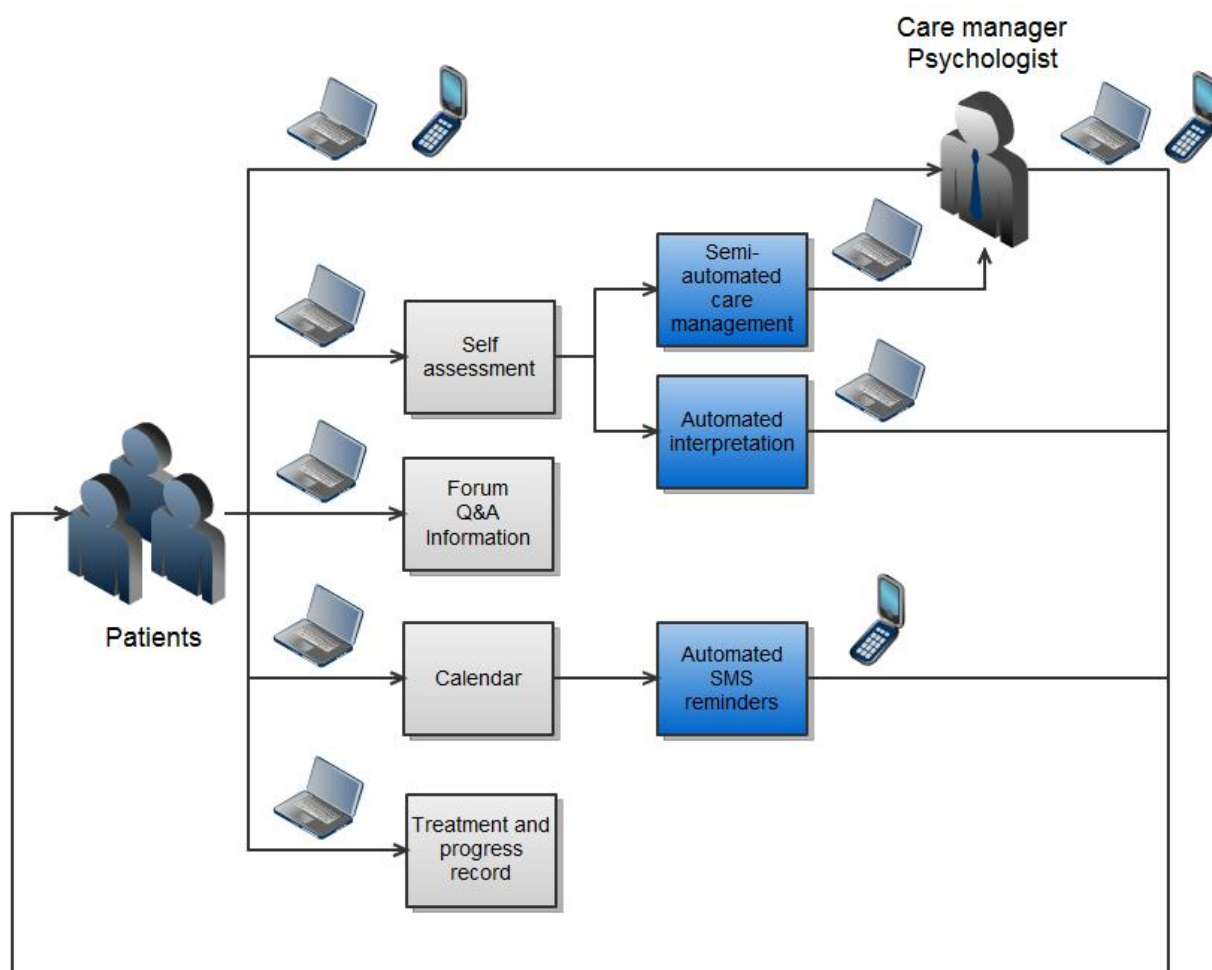 Care manager
Psychologist
Semi-
automated
care
management
Self
assessment
Automated
interpretation
Forum
Q&A
Information
Patients
Calendar
Automated
SMS
reminders
Treatment and
progress
record